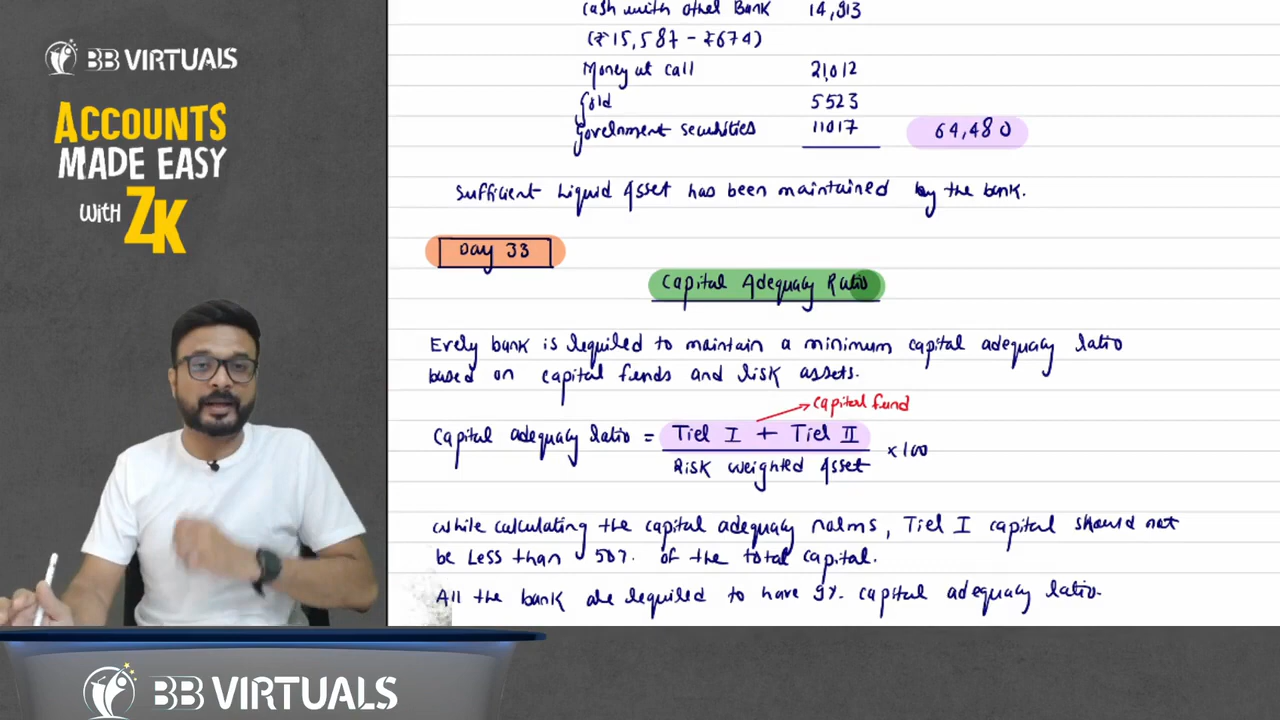 BB VIRTUALS
ACCOUNTS
MADE EASY
with ZK
Cash with other Bank 14,913
(₹15,587 - ₹674)
Money at call 21,012
Gold 5523
Government securities 11017 64,480
Sufficient Liquid Asset has been maintained by the bank.
Day 33
Capital Adequacy Ratio
Every bank is required to maintain a minimum capital adequacy ratio
based on capital funds and risk assets.
capital fund
Capital adequacy ratio = Tier I + Tier II
Risk weighted Asset
×100
while calculating the capital adequacy norms, Tier I capital should not
be Less than 50% of the total capital.
All the bank are required to have 9% capital adequacy ratio.
BB VIRTUALS